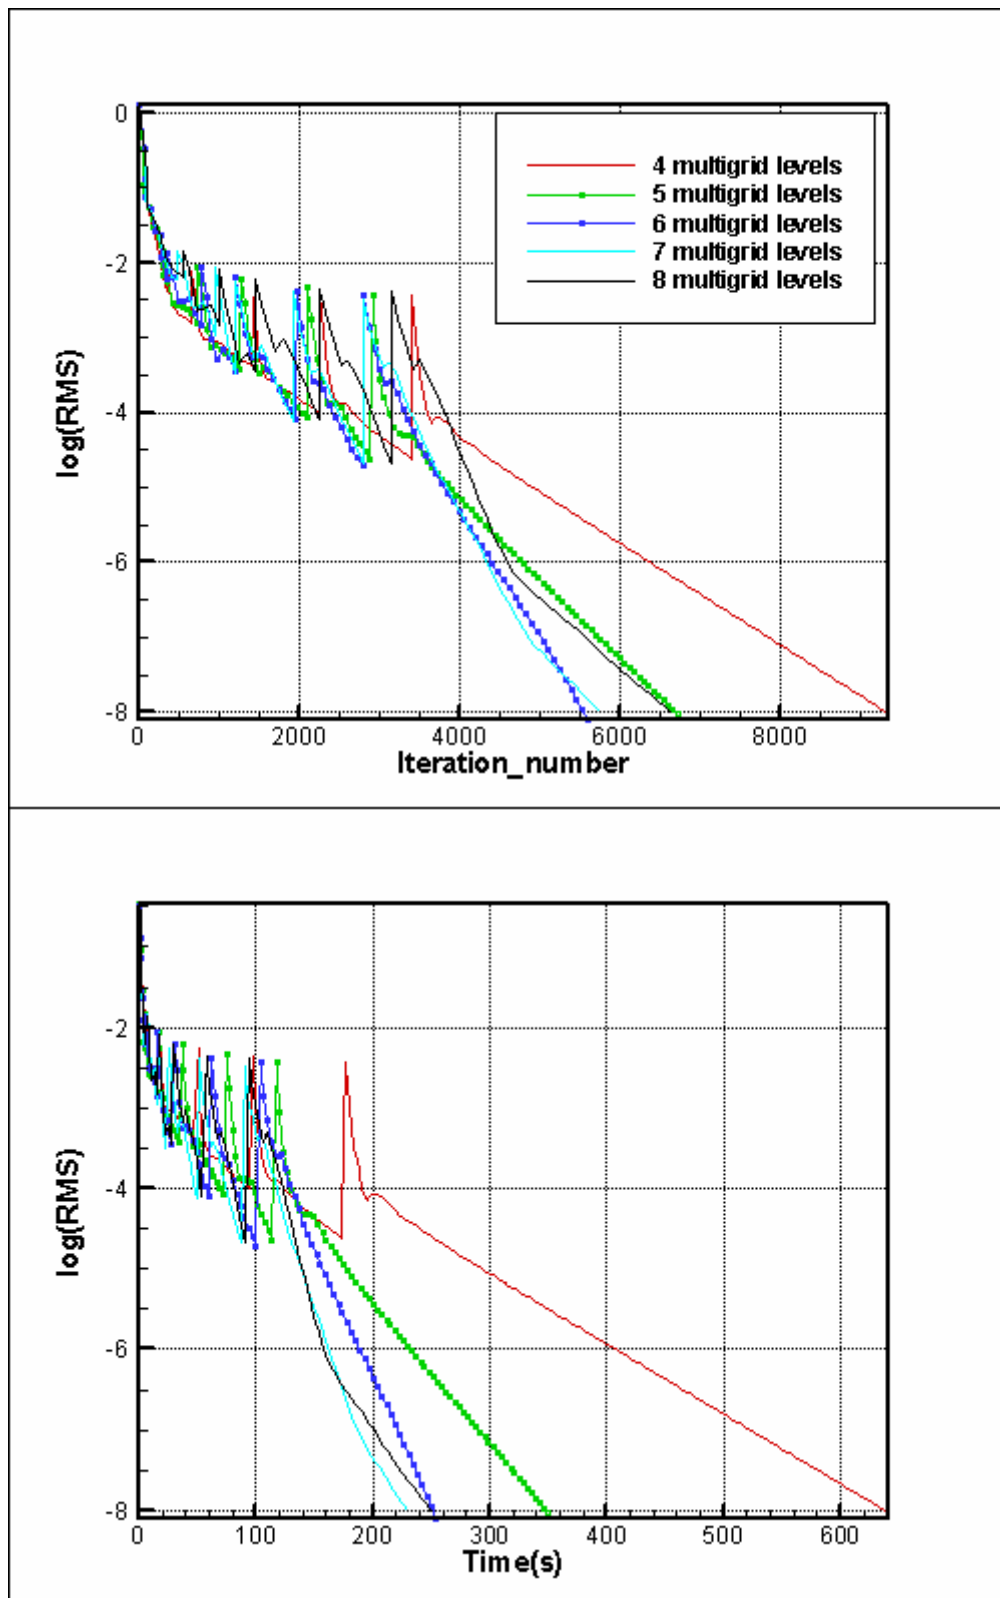 0
-2
-4
-6
-8
log(RMS)
4 multigrid levels
5 multigrid levels
6 multigrid levels
7 multigrid levels
8 multigrid levels
0 2000 4000 6000 8000
Iteration_number
-2
-4
-6
-8
log(RMS)
0 100 200 300 400 500 600
Time(s)